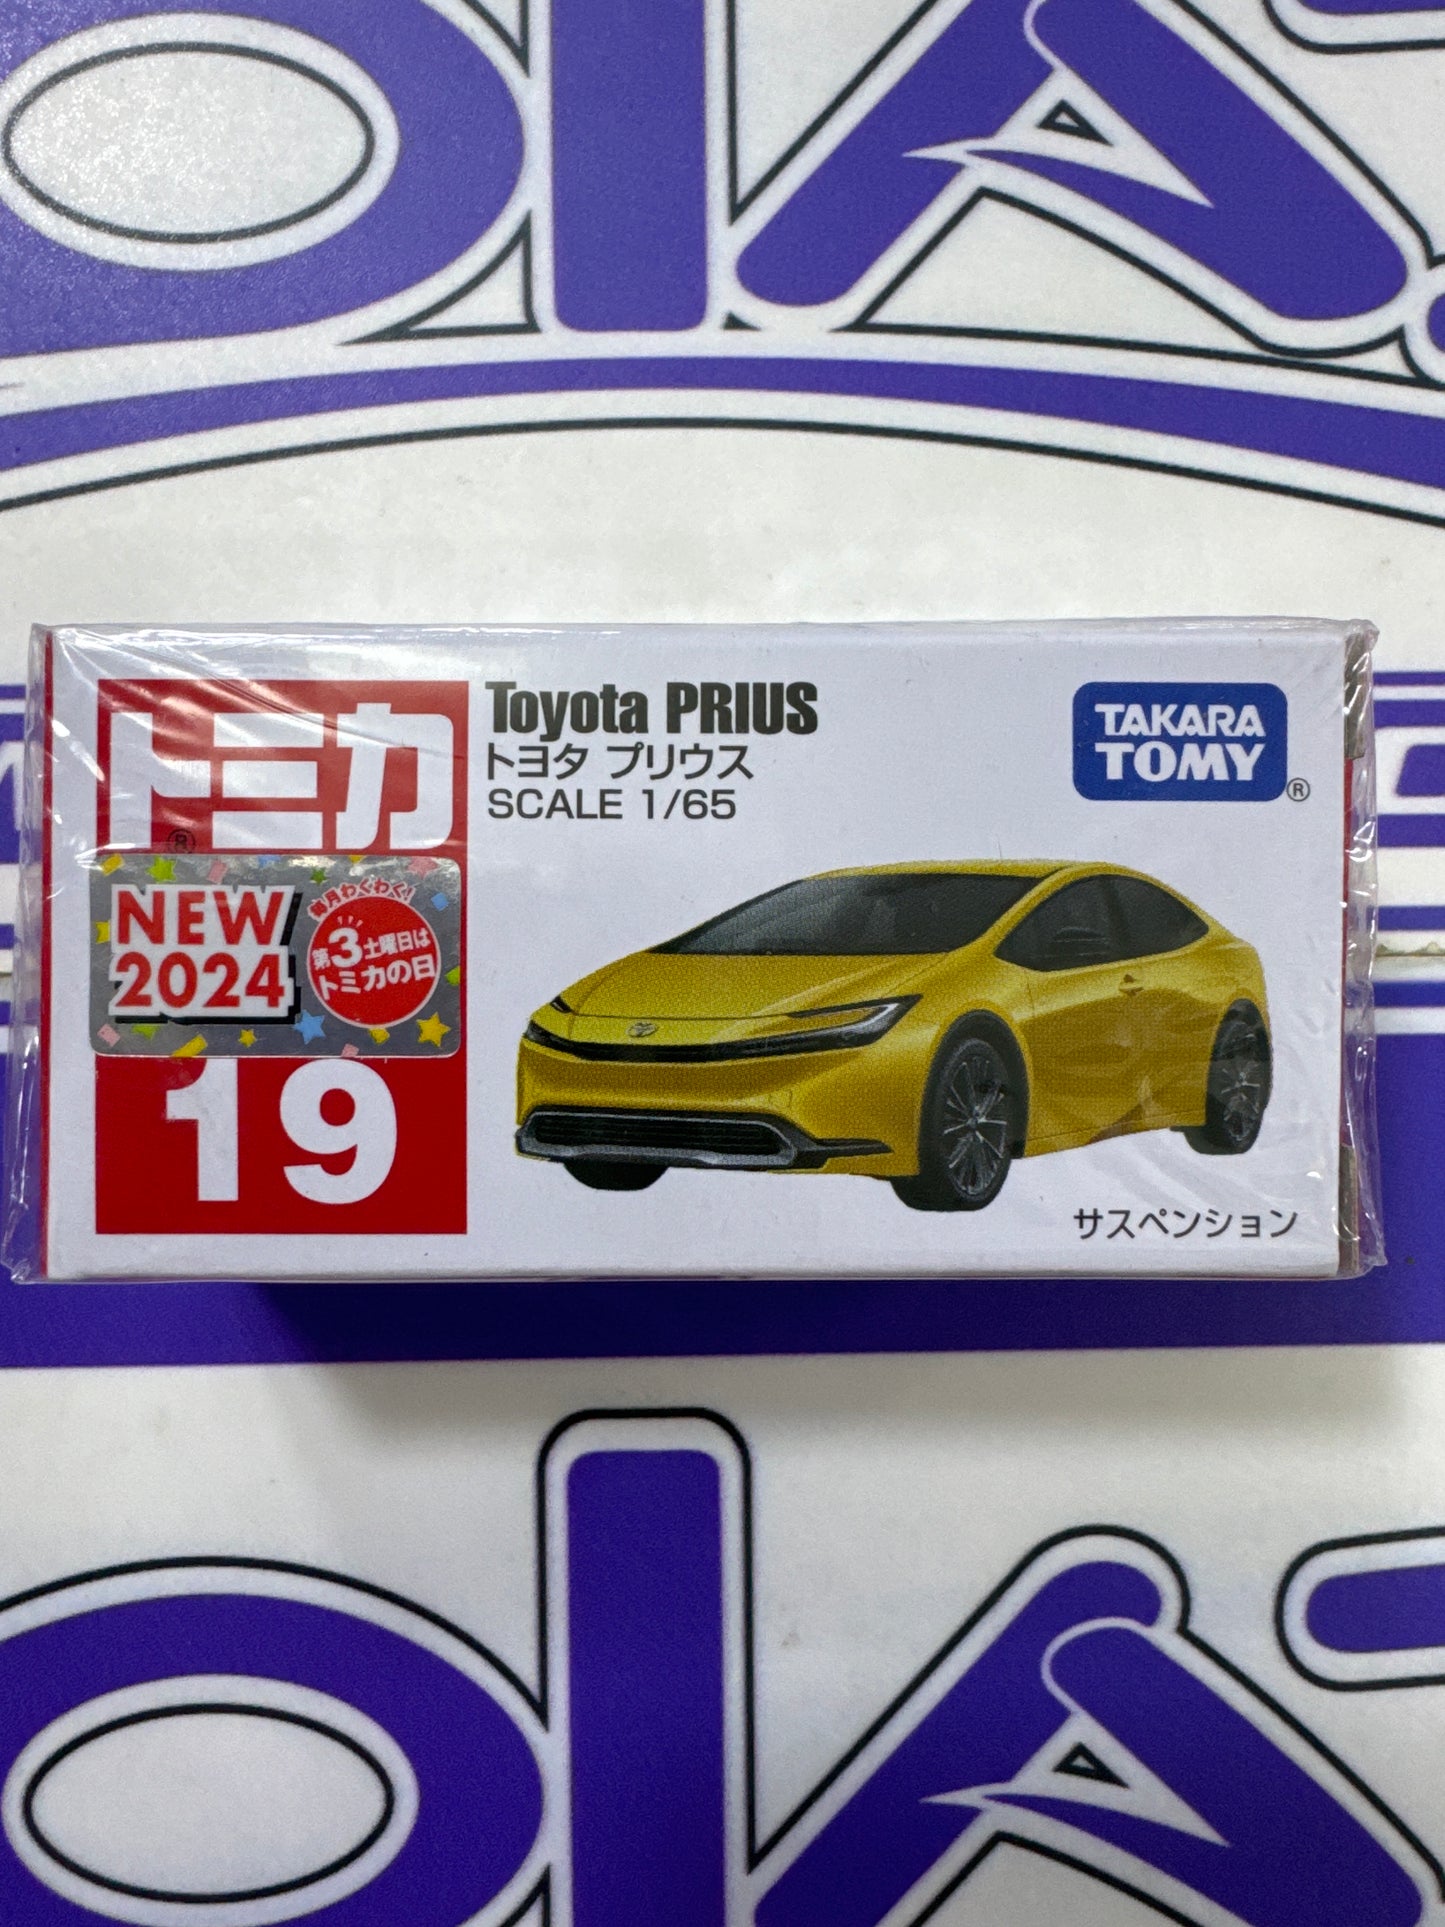 トミカ
®
NEW
2024
毎月わくわく!
第3土曜日は
トミカの日
19
Toyota PRIUS
トヨタ プリウス
SCALE 1/65
TAKARA
TOMY
®
サスペンション